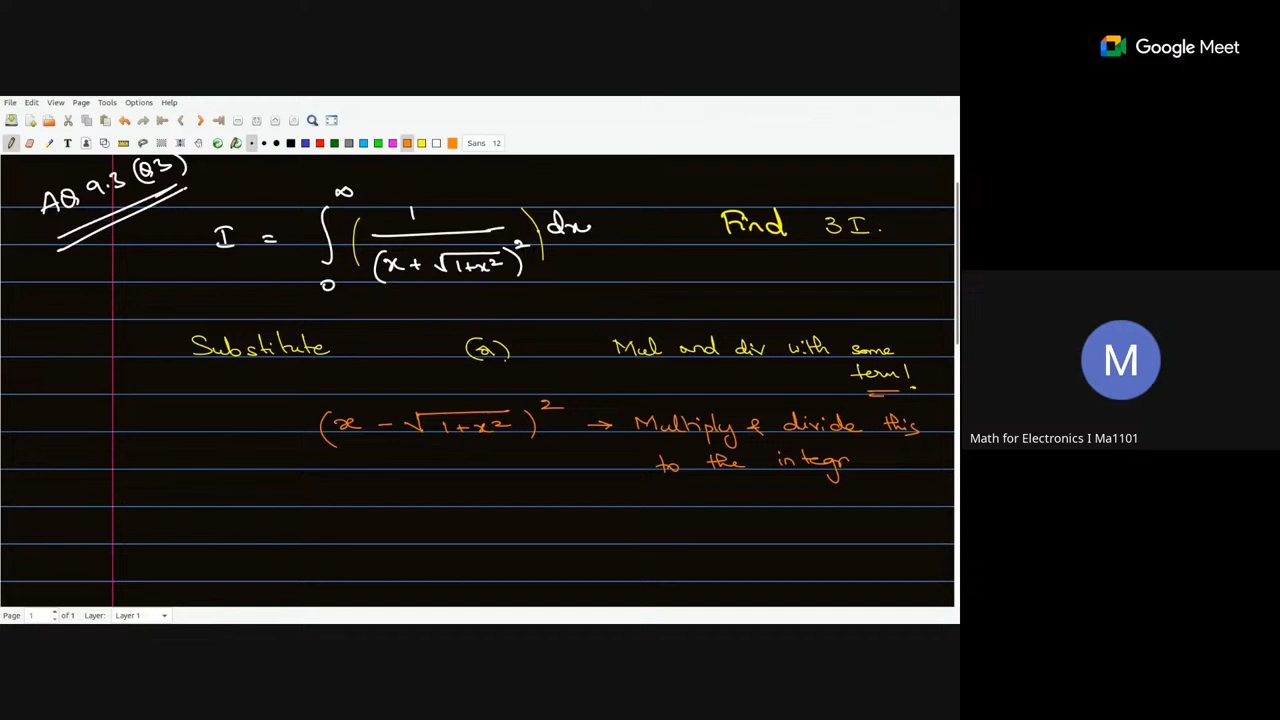 Google Meet
File Edit View Page Tools Options Help
Sans 12
AQ 9.3 (Q3)
I = ∫₀^∞ ( 1 / (x + √(1+x²))² ) dx Find 3I.
Substitute (a) Mul and div with some
term!
(x − √(1+x²))² → Multiply & divide this
to the integr
M
Math for Electronics I Ma1101
Page 1 of 1 Layer: Layer 1